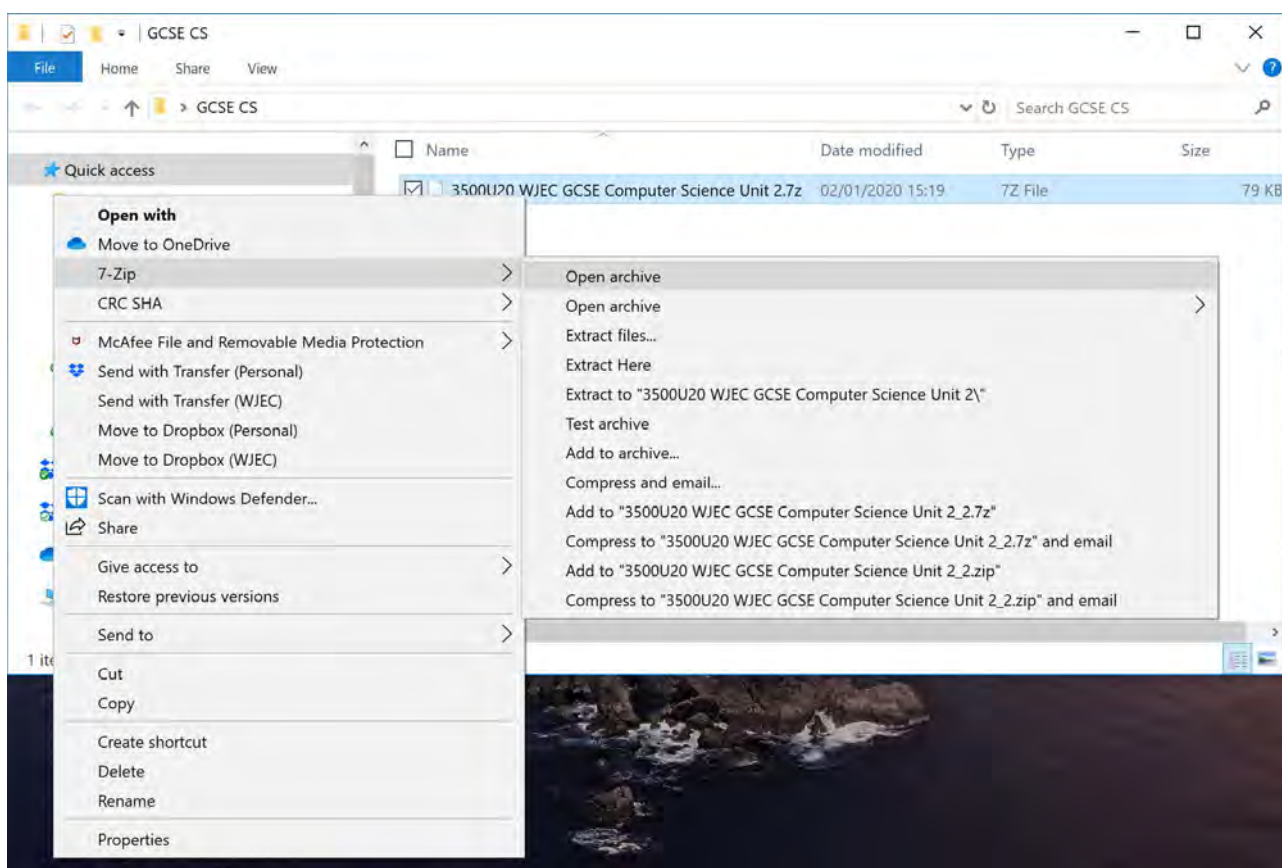 GCSE CS
File Home Share View
GCSE CS
Search GCSE CS
Name Date modified Type Size
Quick access
3500U20 WJEC GCSE Computer Science Unit 2.7z 02/01/2020 15:19 7Z File 79 KB
Open with
Move to OneDrive
7-Zip
CRC SHA
McAfee File and Removable Media Protection
Send with Transfer (Personal)
Send with Transfer (WJEC)
Move to Dropbox (Personal)
Move to Dropbox (WJEC)
Scan with Windows Defender...
Share
Give access to
Restore previous versions
Send to
Cut
Copy
Create shortcut
Delete
Rename
Properties
Open archive
Open archive
Extract files...
Extract Here
Extract to "3500U20 WJEC GCSE Computer Science Unit 2\"
Test archive
Add to archive...
Compress and email...
Add to "3500U20 WJEC GCSE Computer Science Unit 2_2.7z"
Compress to "3500U20 WJEC GCSE Computer Science Unit 2_2.7z" and email
Add to "3500U20 WJEC GCSE Computer Science Unit 2_2.zip"
Compress to "3500U20 WJEC GCSE Computer Science Unit 2_2.zip" and email